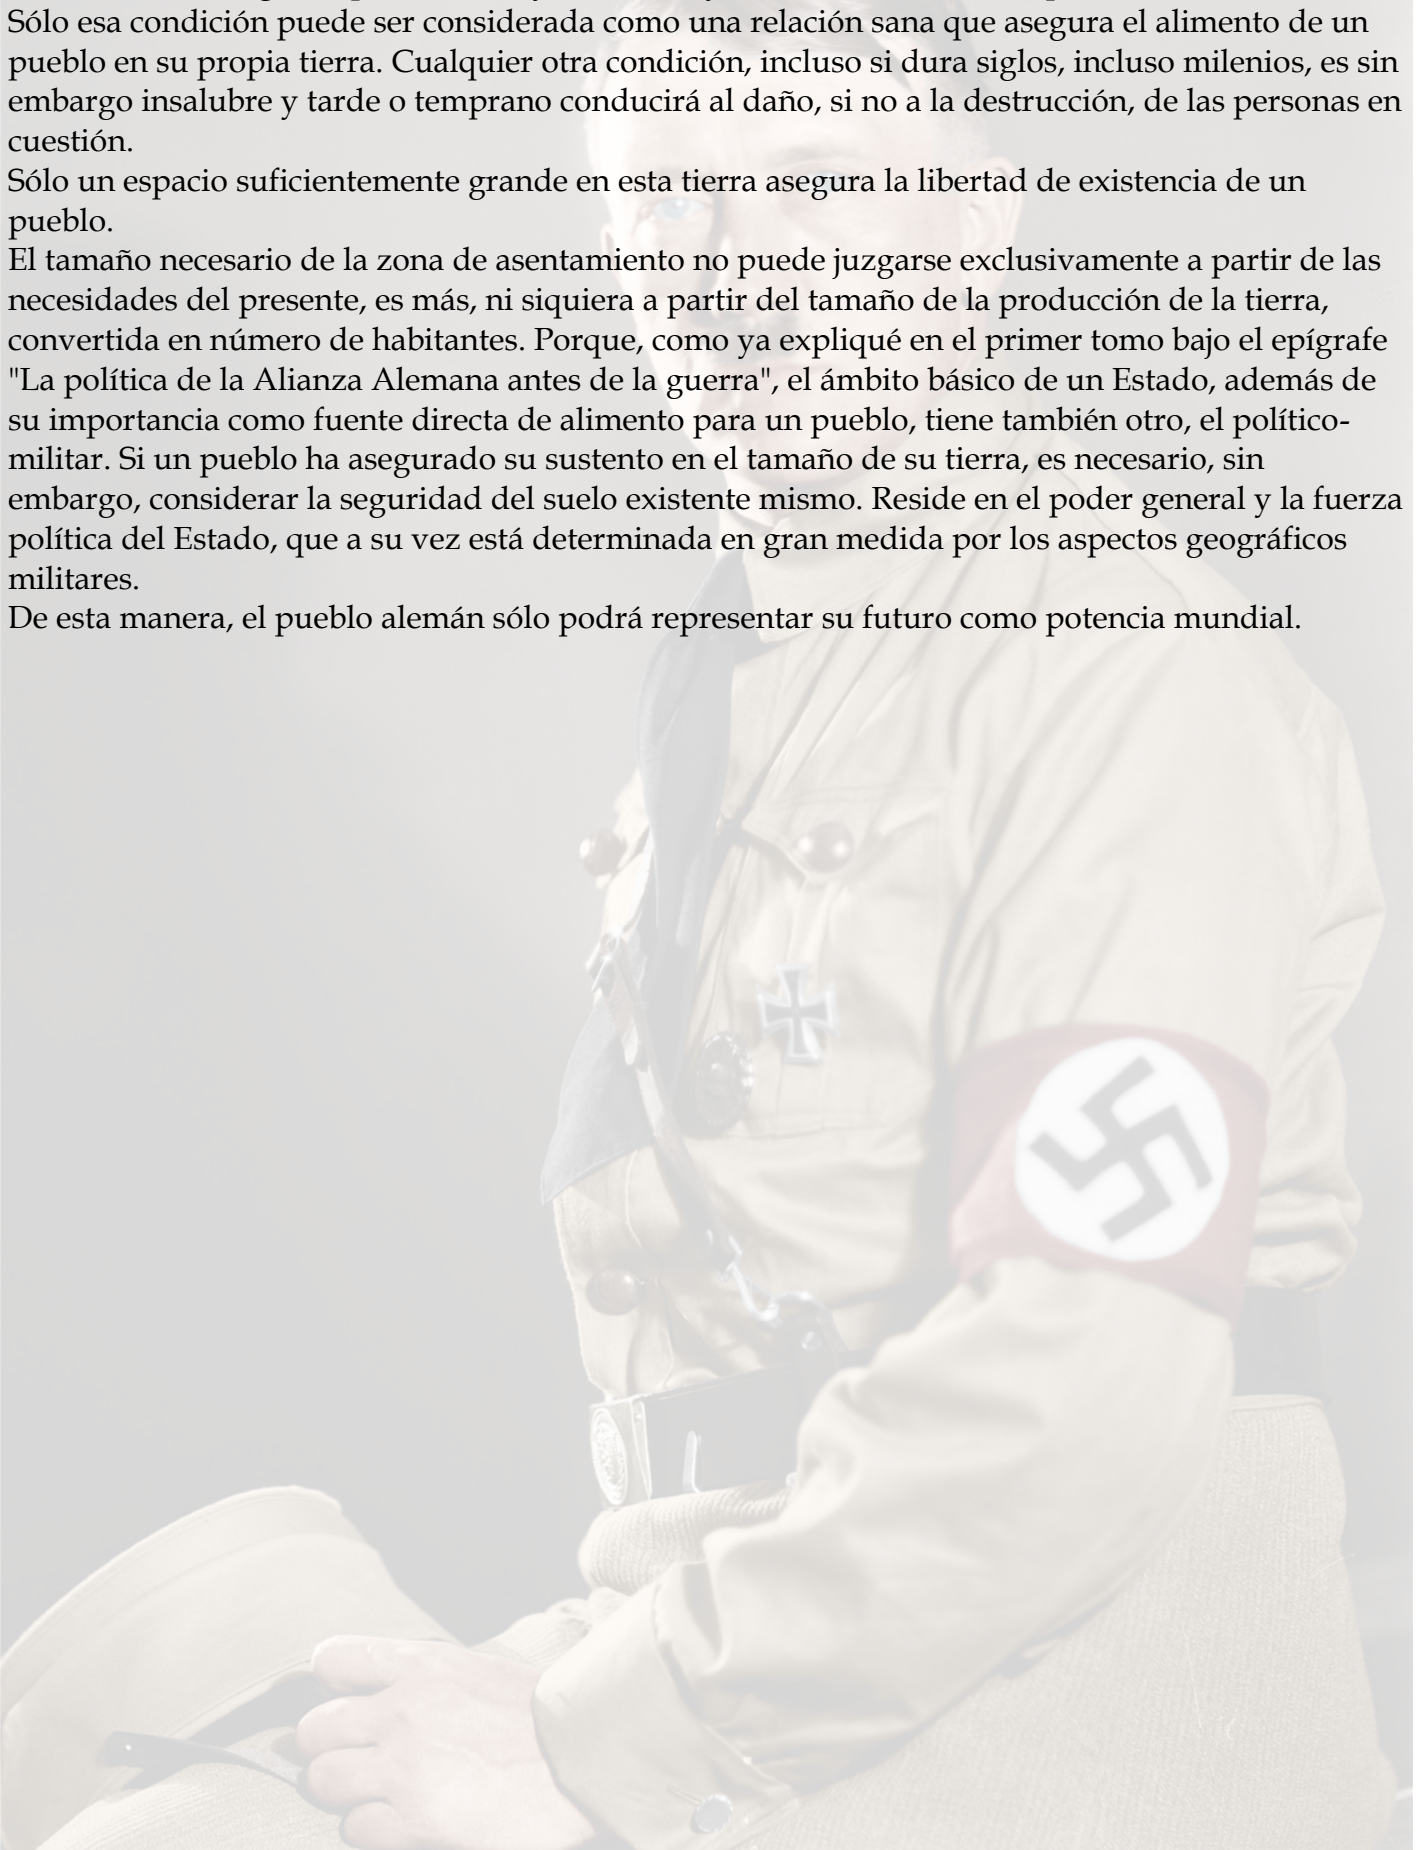 Sólo esa condición puede ser considerada como una relación sana que asegura el alimento de un
pueblo en su propia tierra. Cualquier otra condición, incluso si dura siglos, incluso milenios, es sin
embargo insalubre y tarde o temprano conducirá al daño, si no a la destrucción, de las personas en
cuestión.
Sólo un espacio suficientemente grande en esta tierra asegura la libertad de existencia de un
pueblo.
El tamaño necesario de la zona de asentamiento no puede juzgarse exclusivamente a partir de las
necesidades del presente, es más, ni siquiera a partir del tamaño de la producción de la tierra,
convertida en número de habitantes. Porque, como ya expliqué en el primer tomo bajo el epígrafe
"La política de la Alianza Alemana antes de la guerra", el ámbito básico de un Estado, además de
su importancia como fuente directa de alimento para un pueblo, tiene también otro, el político-
militar. Si un pueblo ha asegurado su sustento en el tamaño de su tierra, es necesario, sin
embargo, considerar la seguridad del suelo existente mismo. Reside en el poder general y la fuerza
política del Estado, que a su vez está determinada en gran medida por los aspectos geográficos
militares.
De esta manera, el pueblo alemán sólo podrá representar su futuro como potencia mundial.